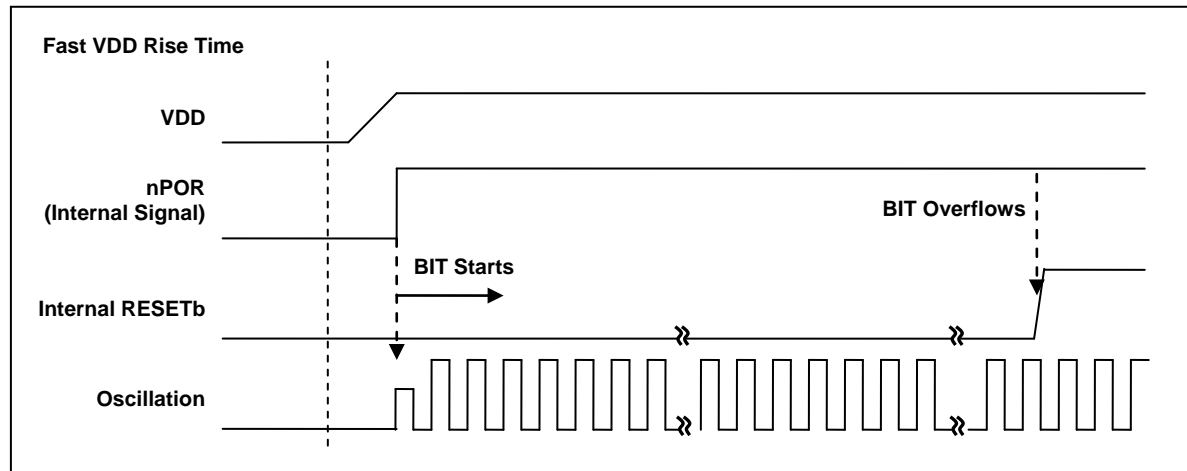 Fast VDD Rise Time
VDD
nPOR
(Internal Signal)
BIT Overflows
BIT Starts
Internal RESETb
Oscillation